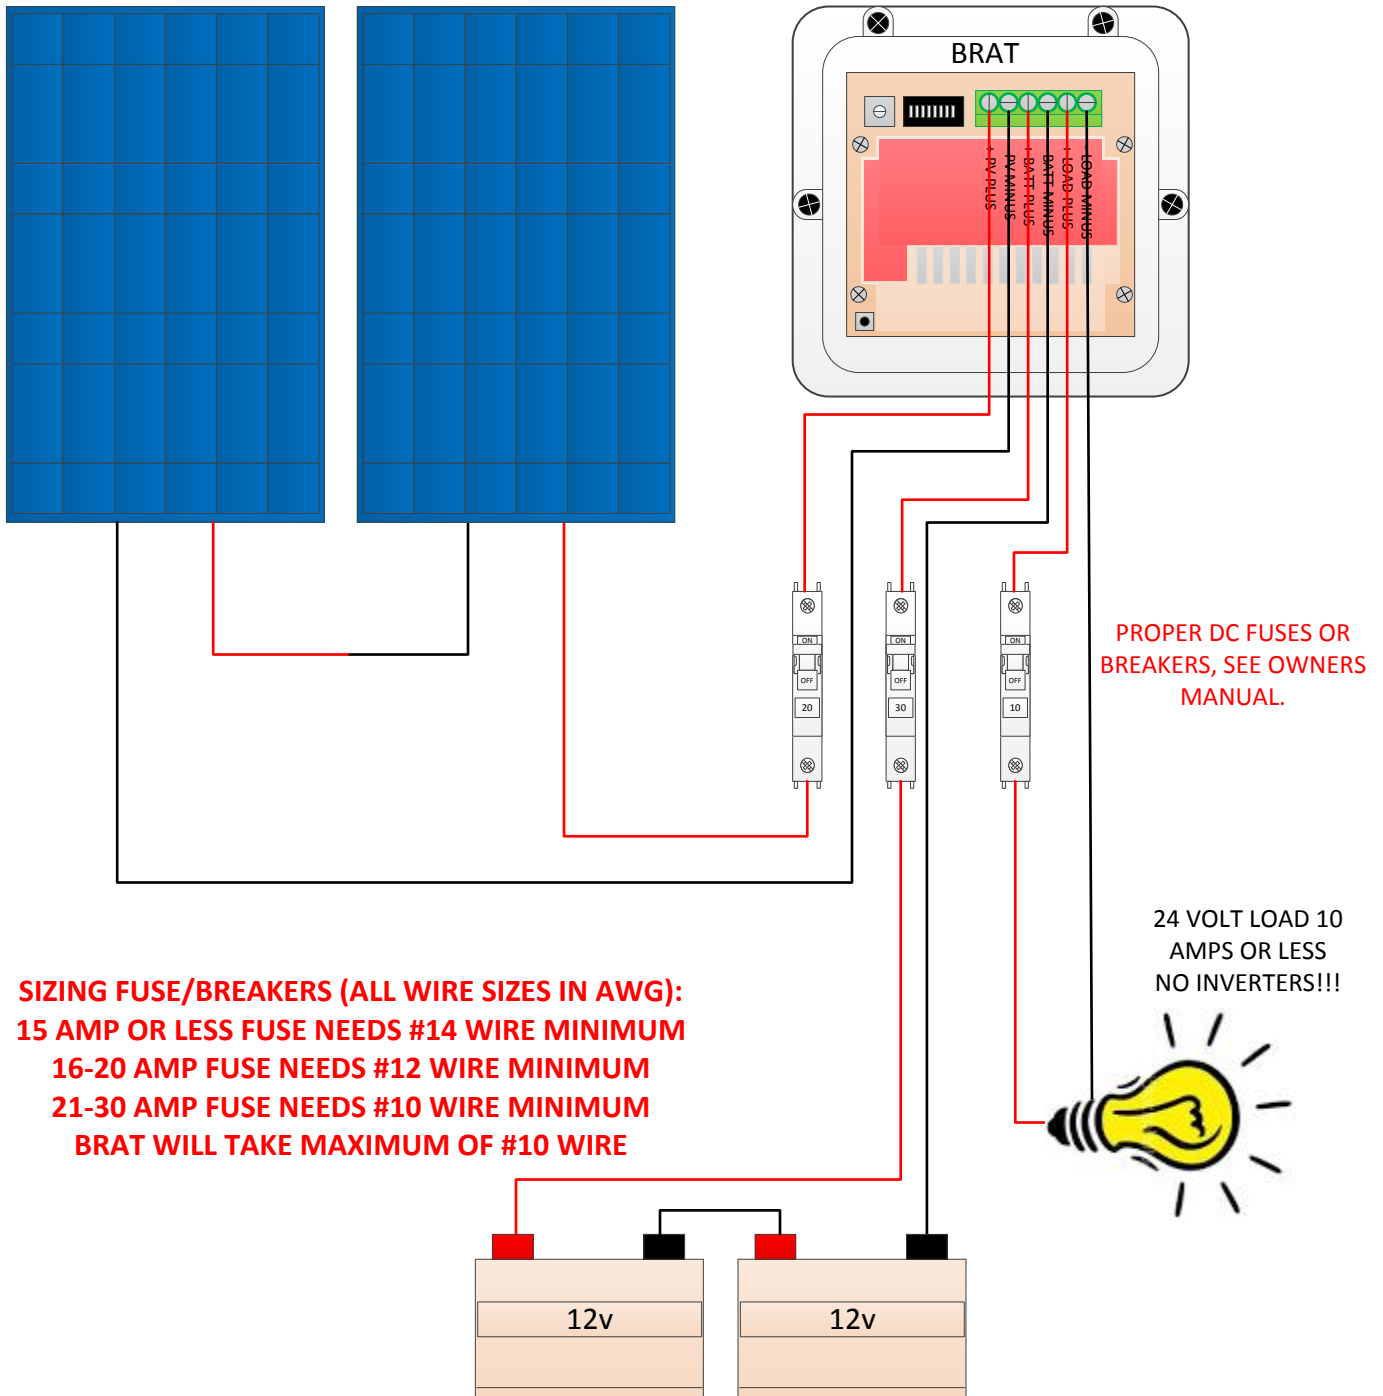 BRAT
+ PV PLUS
- PV MINUS
+ BATT PLUS
- BATT MINUS
+ LOAD PLUS
- LOAD MINUS
ON
OFF
20
ON
OFF
30
ON
OFF
10
PROPER DC FUSES OR
BREAKERS, SEE OWNERS
MANUAL.
24 VOLT LOAD 10
AMPS OR LESS
NO INVERTERS!!!
SIZING FUSE/BREAKERS (ALL WIRE SIZES IN AWG):
15 AMP OR LESS FUSE NEEDS #14 WIRE MINIMUM
16-20 AMP FUSE NEEDS #12 WIRE MINIMUM
21-30 AMP FUSE NEEDS #10 WIRE MINIMUM
BRAT WILL TAKE MAXIMUM OF #10 WIRE
12v
12v